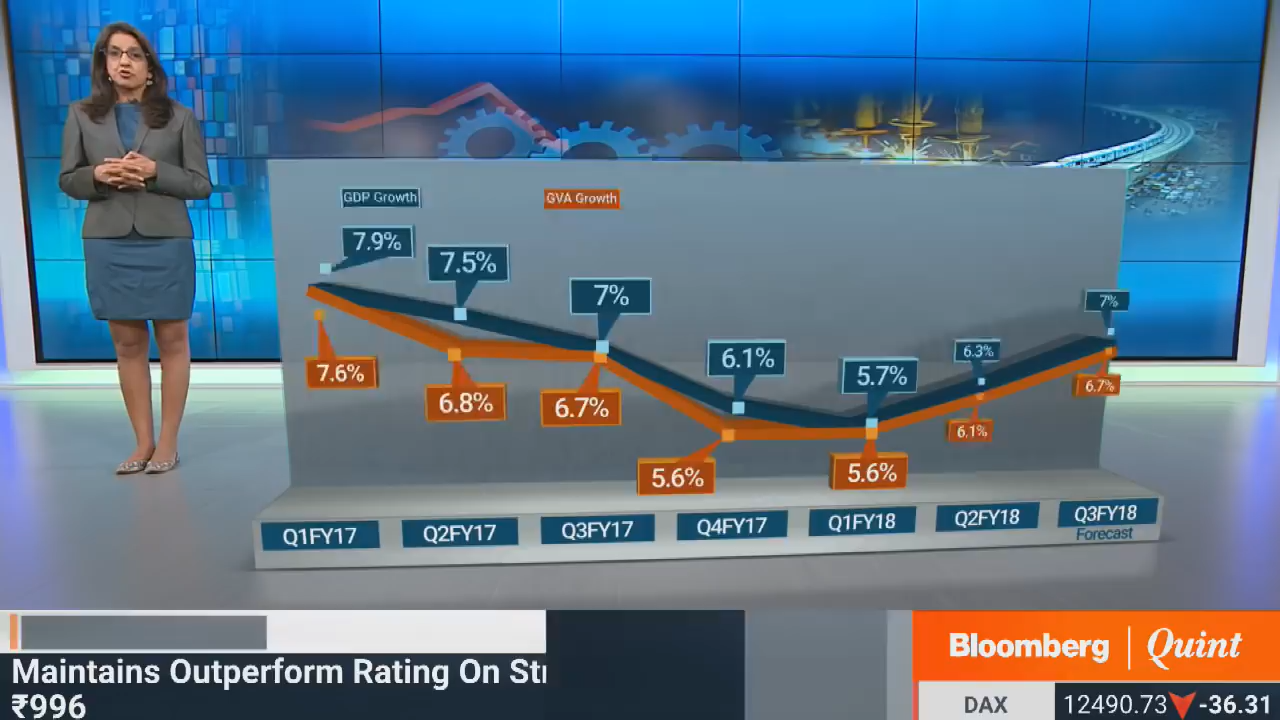 GDP Growth
GVA Growth
7.9%
7.5%
7%
6.1%
5.7%
6.3%
7%
7.6%
6.8%
6.7%
5.6%
5.6%
6.1%
6.7%
Q1FY17
Q2FY17
Q3FY17
Q4FY17
Q1FY18
Q2FY18
Q3FY18
Forecast
Maintains Outperform Rating On
₹996
Bloomberg | Quint
DAX 12490.73 -36.31